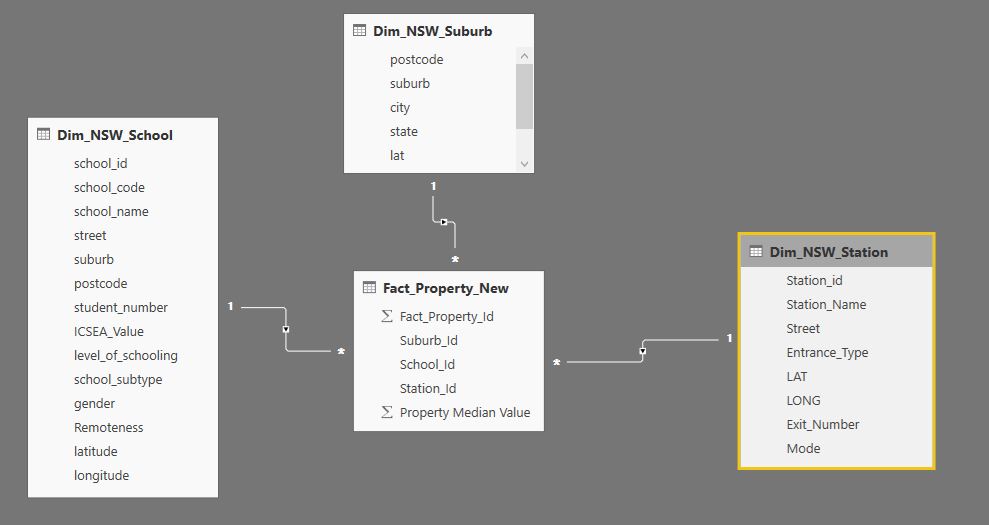 Dim_NSW_Suburb
postcode
suburb
city
state
lat
Dim_NSW_School
school_id
school_code
school_name
street
suburb
postcode
student_number
ICSEA_Value
level_of_schooling
school_subtype
gender
Remoteness
latitude
longitude
1
*
1
*
Fact_Property_New
Σ Fact_Property_Id
Suburb_Id
School_Id
Station_Id
Σ Property Median Value
*
1
Dim_NSW_Station
Station_id
Station_Name
Street
Entrance_Type
LAT
LONG
Exit_Number
Mode